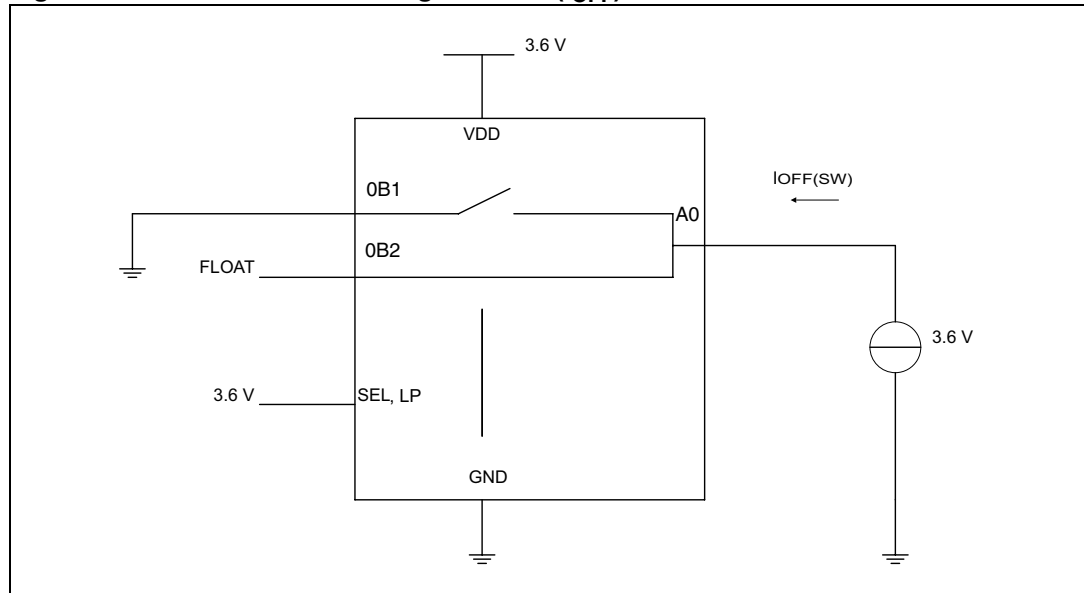 3.6 V
VDD
0B1
IOFF(SW)
A0
0B2
FLOAT
3.6 V
3.6 V
SEL, LP
GND